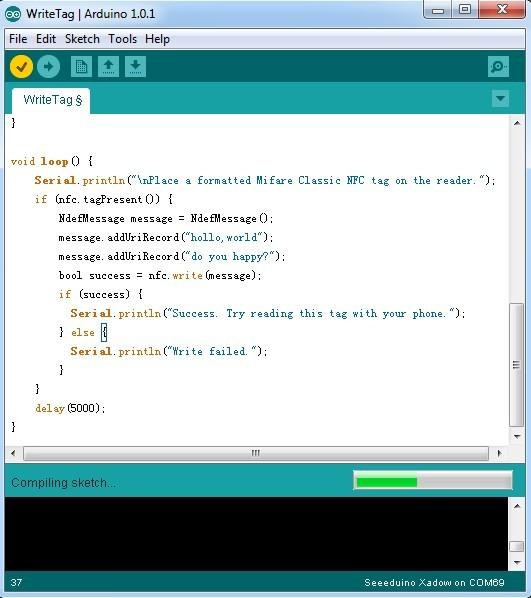 WriteTag | Arduino 1.0.1
File Edit Sketch Tools Help
WriteTag §
}
void loop() {
Serial.println("\nPlace a formatted Mifare Classic NFC tag on the reader.");
if (nfc.tagPresent()) {
NdefMessage message = NdefMessage();
message.addUriRecord("hollo,world");
message.addUriRecord("do you happy?");
bool success = nfc.write(message);
if (success) {
Serial.println("Success. Try reading this tag with your phone.");
} else {
Serial.println("Write failed.");
}
}
delay(5000);
}
Compiling sketch...
37 Seeeduino Xadow on COM69